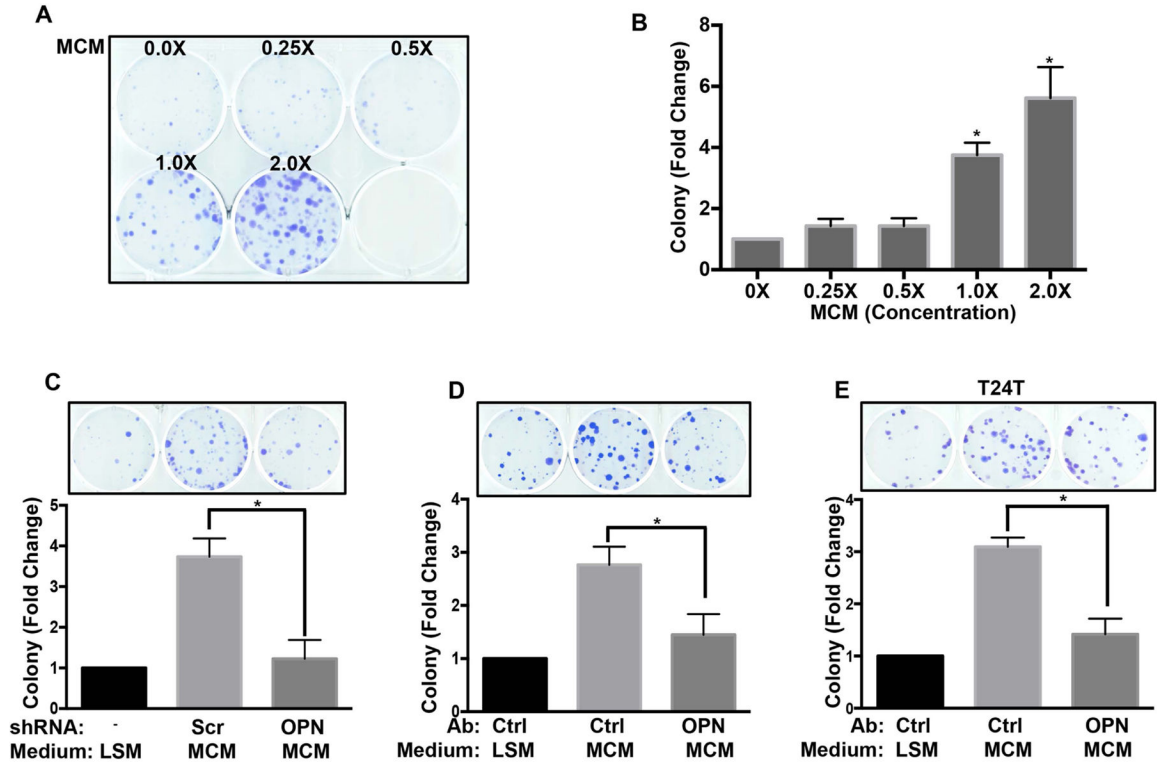 A
MCM 0.0X 0.25X 0.5X
1.0X 2.0X
B
Colony (Fold Change)
8
6
4
2
0
* *
0X 0.25X 0.5X 1.0X 2.0X
MCM (Concentration)
C
Colony (Fold Change)
5
4
3
2
1
0
*
shRNA: - Scr OPN
Medium: LSM MCM MCM
D
Colony (Fold Change)
4
3
2
1
0
*
Ab: Ctrl Ctrl OPN
Medium: LSM MCM MCM
E
T24T
Colony (Fold Change)
4
3
2
1
0
*
Ab: Ctrl Ctrl OPN
Medium: LSM MCM MCM